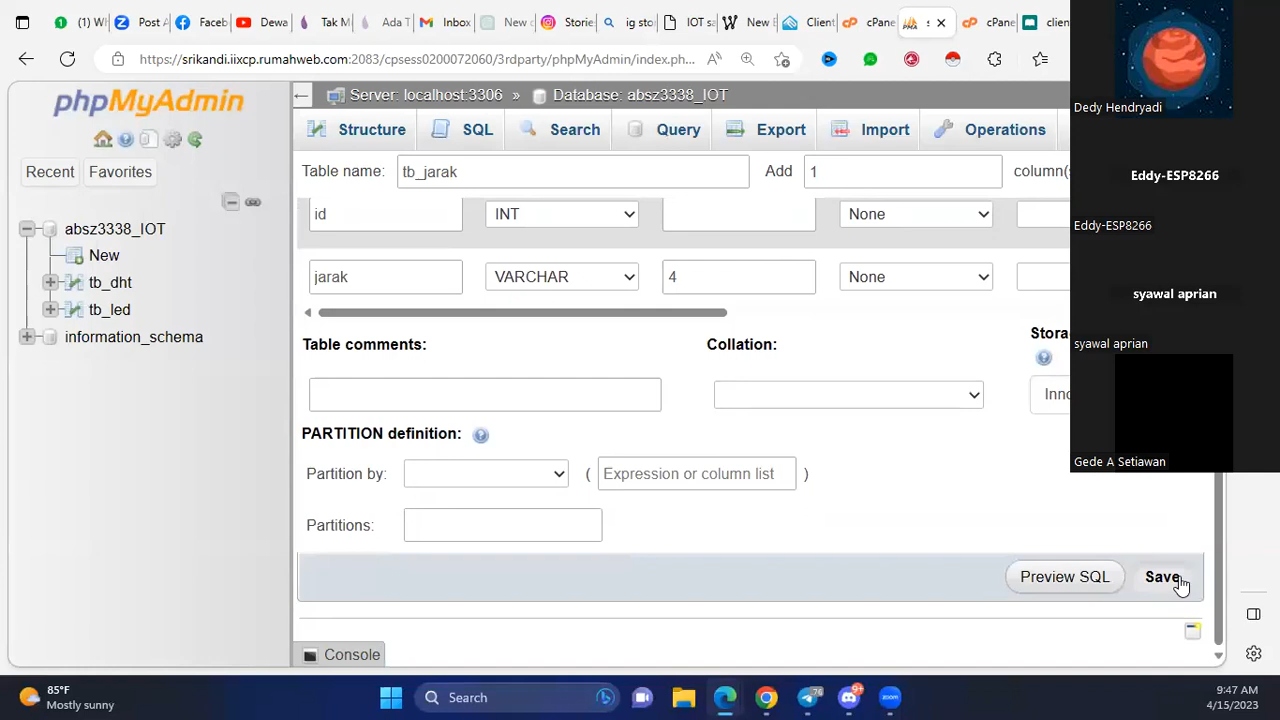 (1) W
Post A
Faceb
Dewa
Tak M
Ada T
Inbox
New c
Storie
ig sto
IOT sa
New E
Client
cPane
s
cPane
clien
https://srikandi.iixcp.rumahweb.com:2083/cpsess0200072060/3rdparty/phpMyAdmin/index.ph...
phpMyAdmin
Recent
Favorites
absz3338_IOT
New
tb_dht
tb_led
information_schema
Server: localhost:3306 » Database: absz3338_IOT
Structure
SQL
Search
Query
Export
Import
Operations
Table name:
tb_jarak
Add
1
column(s
id
INT
None
jarak
VARCHAR
4
None
Table comments:
Collation:
Stora
Inno
PARTITION definition:
Partition by:
( Expression or column list )
Partitions:
Preview SQL
Save
Console
Dedy Hendryadi
Eddy-ESP8266
Eddy-ESP8266
syawal aprian
syawal aprian
Gede A Setiawan
85°F
Mostly sunny
Search
76
9+
zoom
9:47 AM
4/15/2023